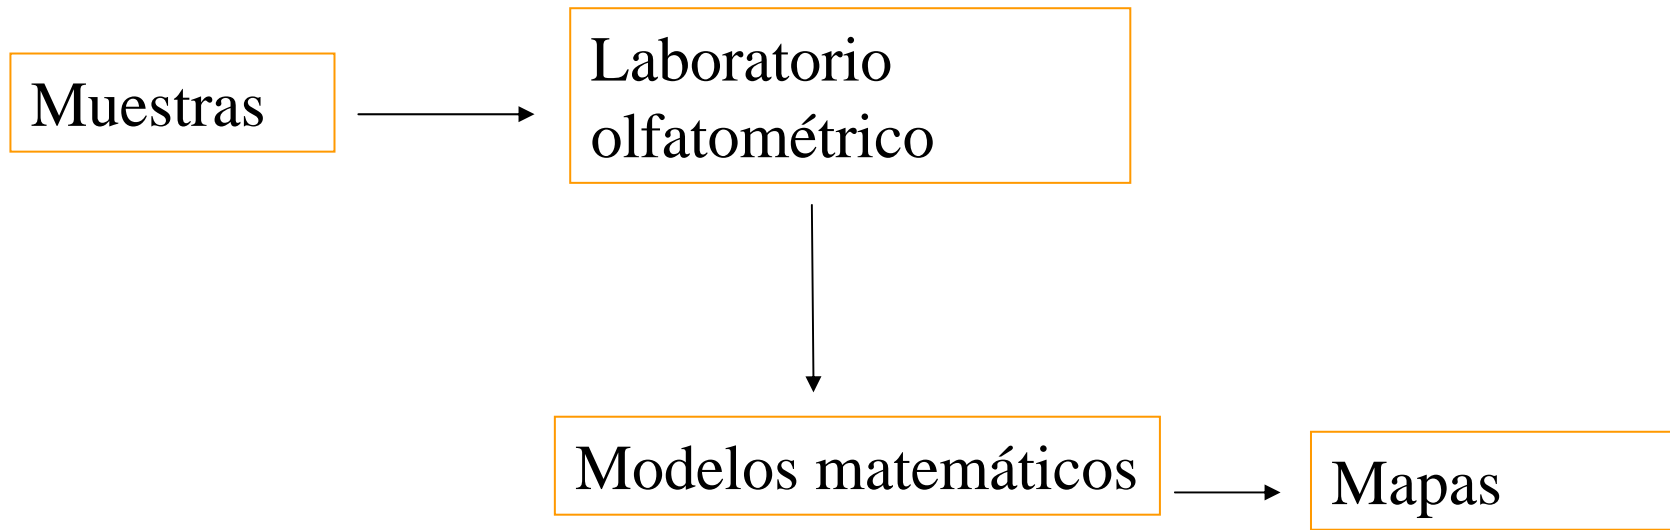 Muestras
Laboratorio
olfatométrico
Modelos matemáticos
Mapas